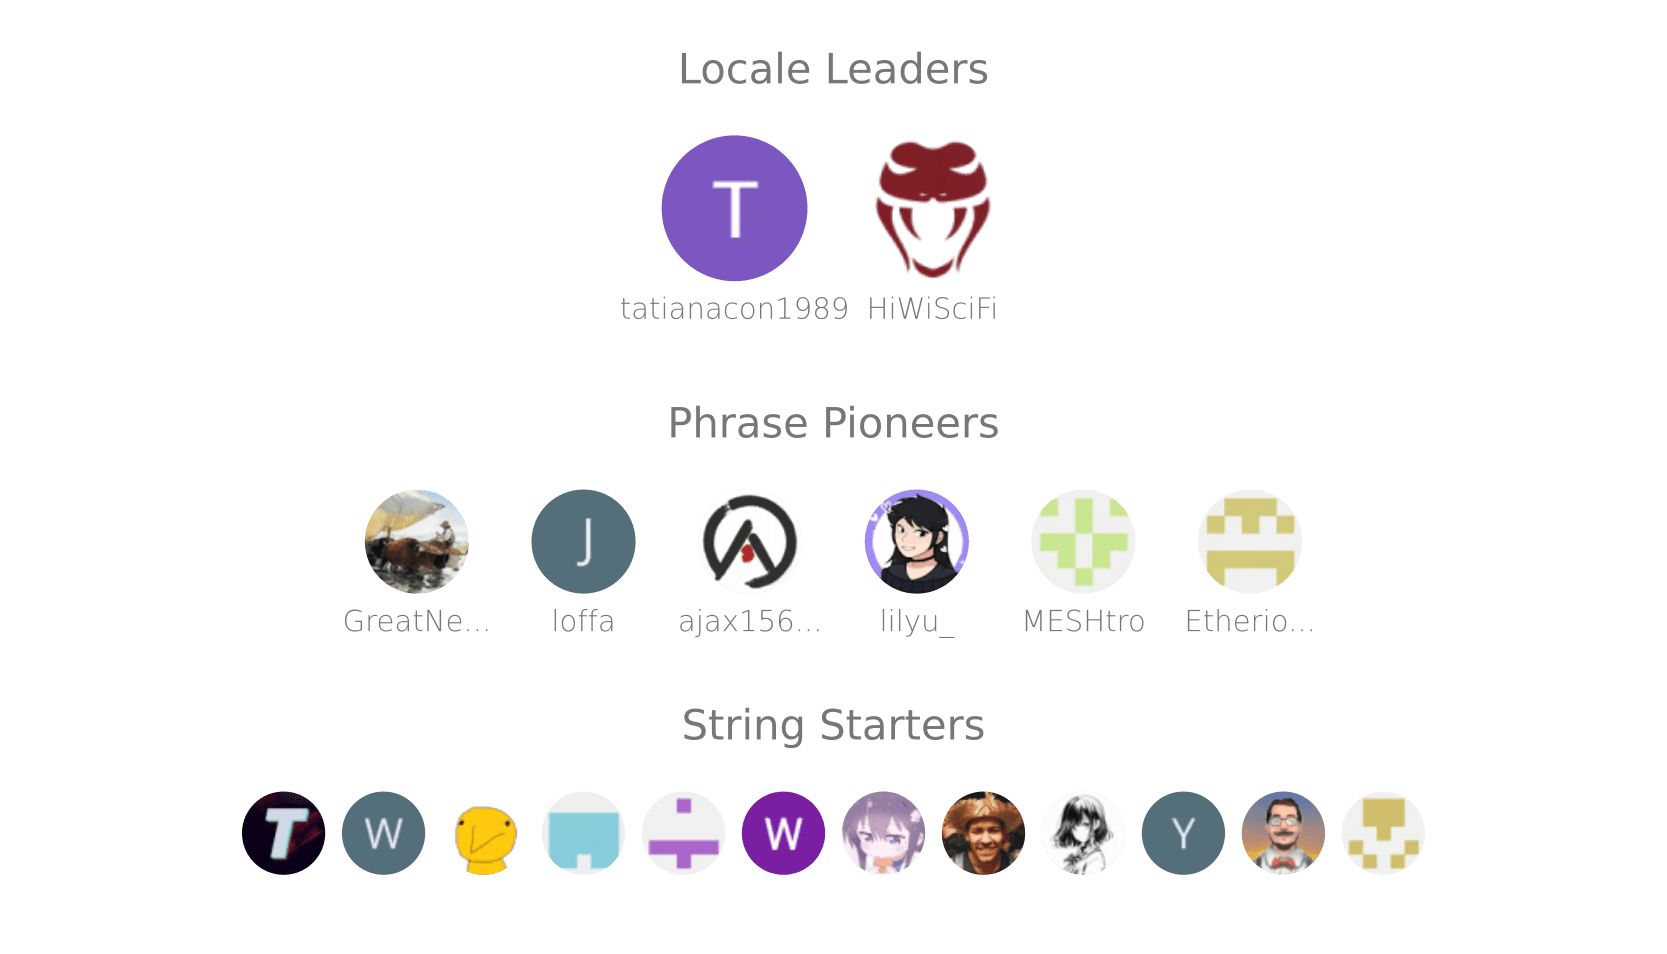 Locale Leaders
T
tatianacon1989 HiWiSciFi
Phrase Pioneers
J
GreatNe... loffa ajax156... lilyu_ MESHtro Etherio...
String Starters
T W W Y